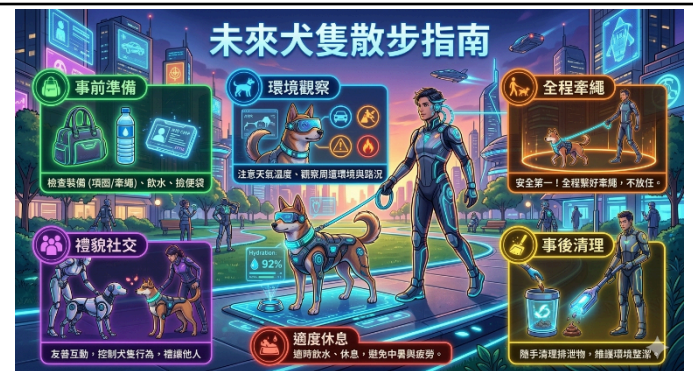 未來犬隻散步指南
事前準備
檢查裝備 (項圈/牽繩)、飲水、撿便袋
環境觀察
注意天氣溫度、觀察周遭環境與路況
全程牽繩
安全第一！全程繫好牽繩，不放任。
Hydration
92%
禮貌社交
友善互動，控制犬隻行為，禮讓他人
適度休息
適時飲水、休息，避免中暑與疲勞。
事後清理
隨手清理排泄物，維護環境整潔